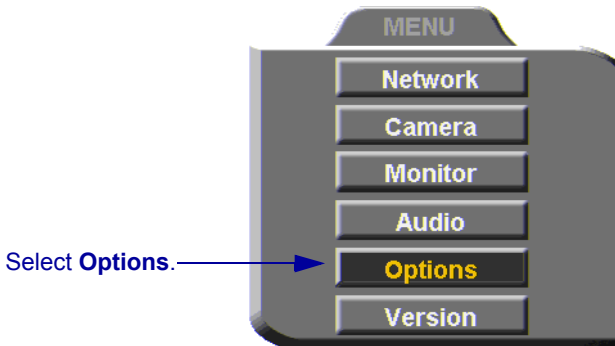 MENU
Network
Camera
Monitor
Audio
Select Options.
Options
Version